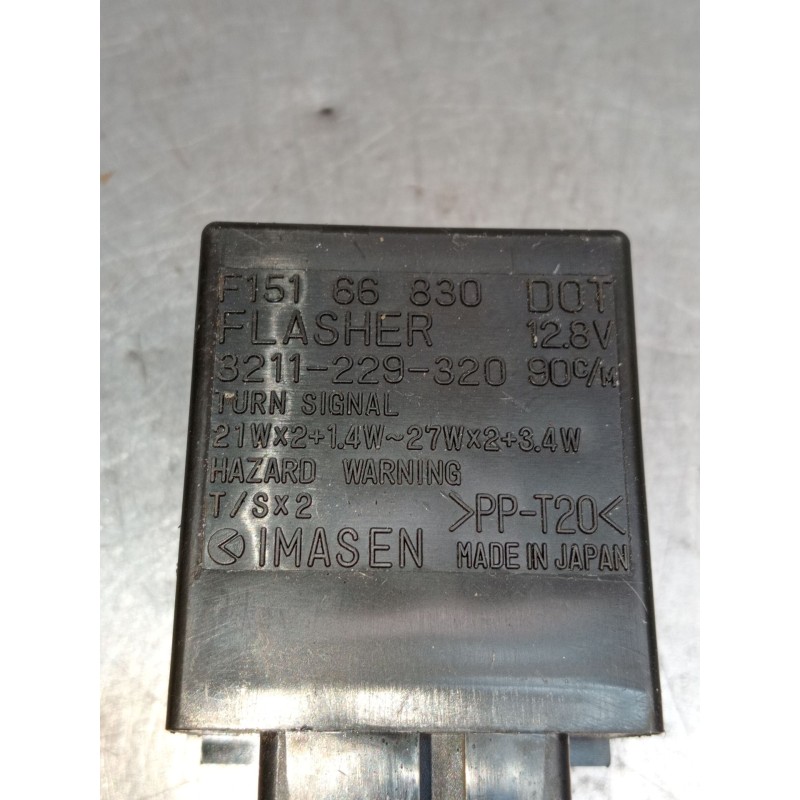 F151 66 830 DOT
FLASHER 12.8V
3211-229-320 90c/M
TURN SIGNAL
21W×2+1.4W~27W×2+3.4W
HAZARD WARNING
T/S×2 >PP-T20<
IMASEN MADE IN JAPAN